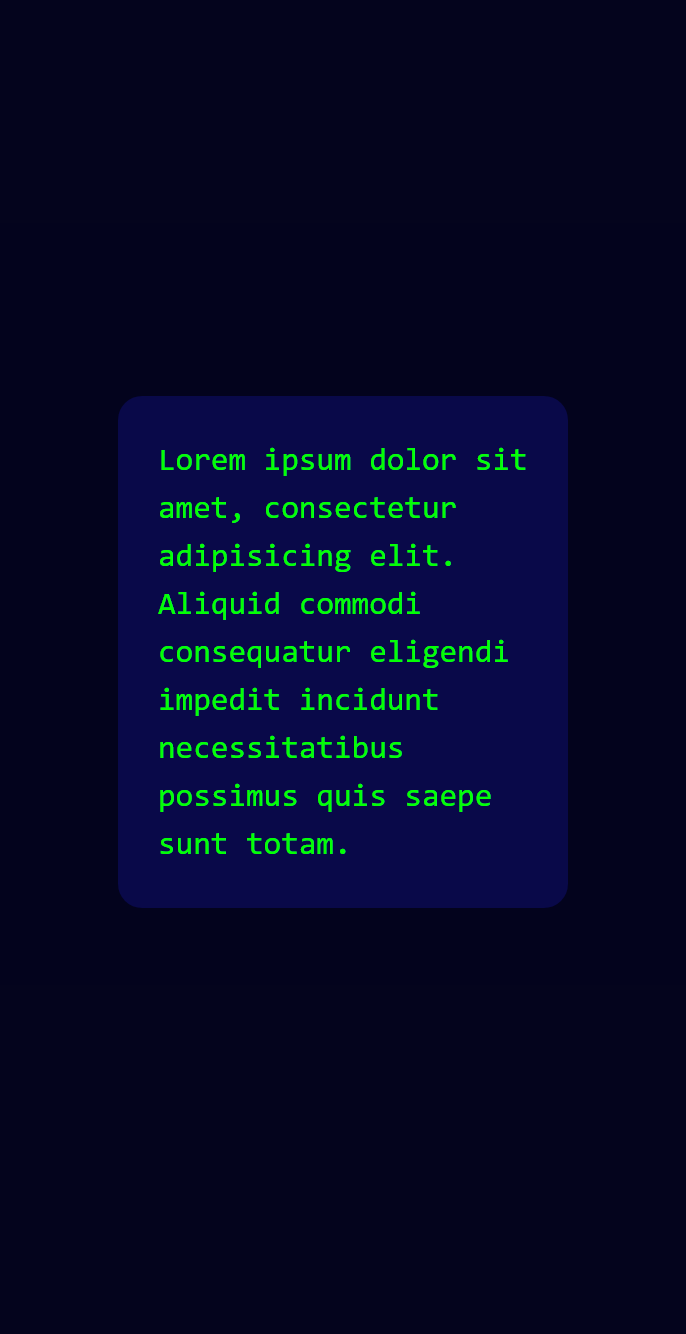 Lorem ipsum dolor sit
amet, consectetur
adipisicing elit.
Aliquid commodi
consequatur eligendi
impedit incidunt
necessitatibus
possimus quis saepe
sunt totam.